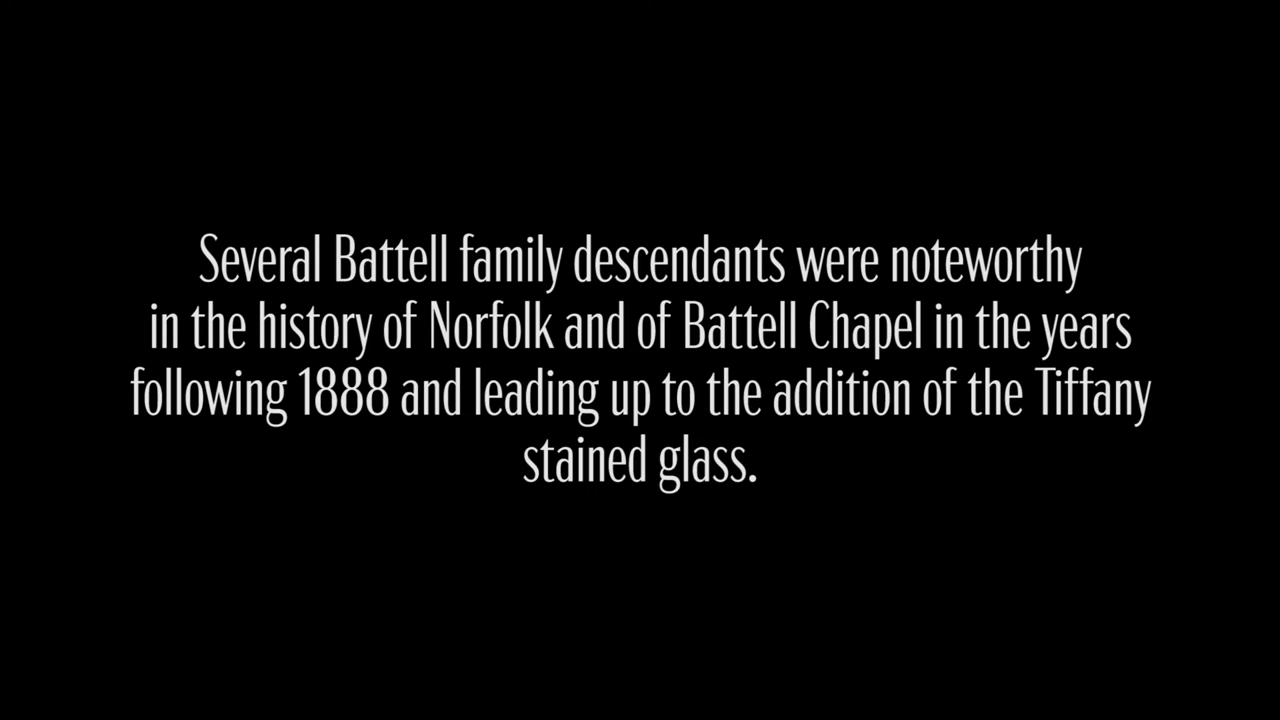 Several Battell family descendants were noteworthy
in the history of Norfolk and of Battell Chapel in the years
following 1888 and leading up to the addition of the Tiffany
stained glass.